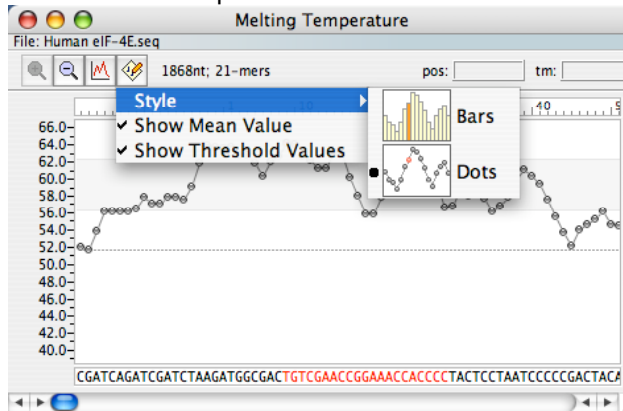 Melting Temperature
File: Human eIF-4E.seq
1868nt; 21-mers pos: tm:
Style
Show Mean Value
Show Threshold Values
Bars
Dots
40
66.0
64.0
62.0
60.0
58.0
56.0
54.0
52.0
50.0
48.0
46.0
44.0
42.0
40.0
CGATCAGATCGATCTAAGATGGCGACTGTCGAACCGGAAACCACCCCTACTCCTAATCCCCCGACTACA